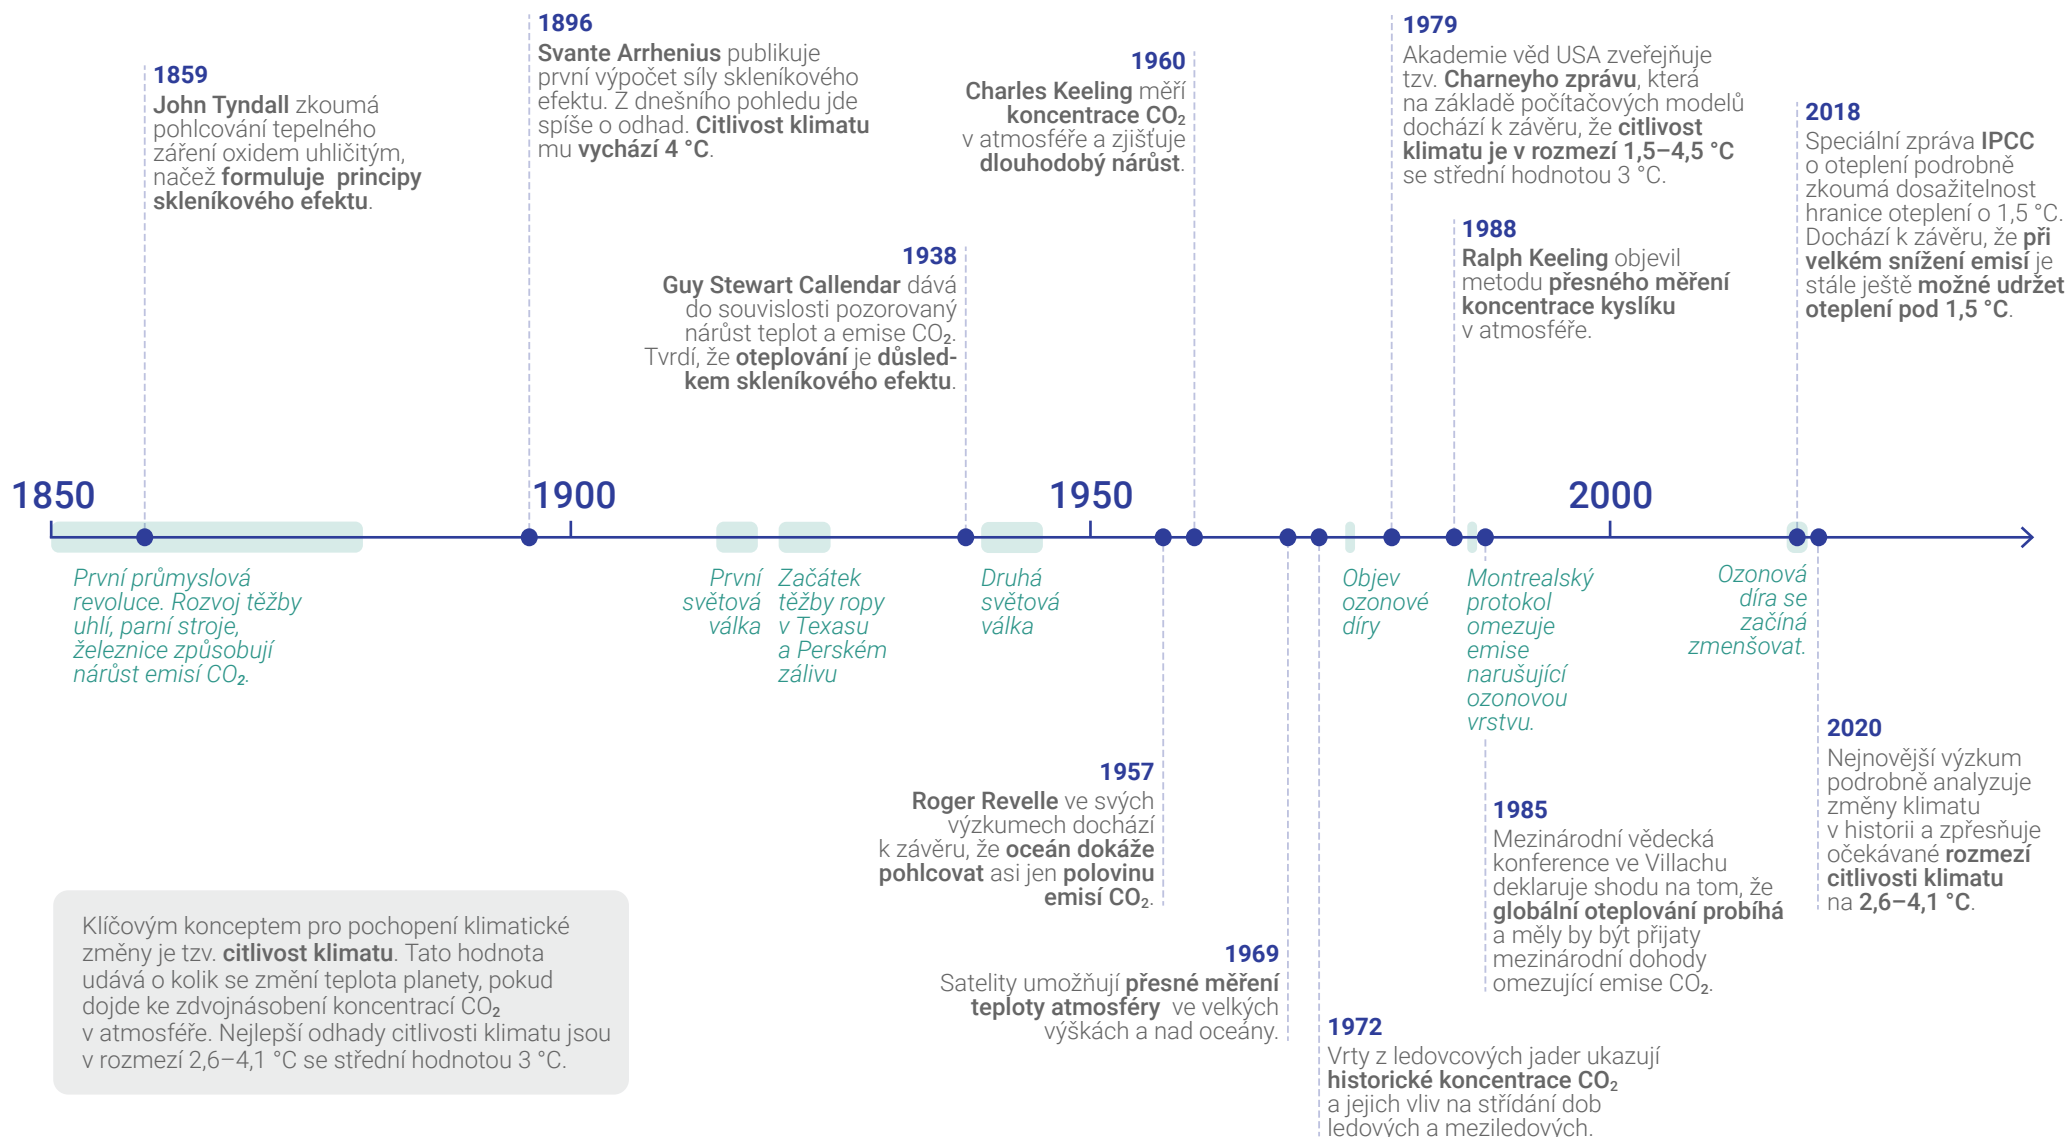 1859
John Tyndall zkoumá
pohlcování tepelného
záření oxidem uhličitým,
načež formuluje principy
skleníkového efektu.
1896
Svante Arrhenius publikuje
první výpočet síly skleníkového
efektu. Z dnešního pohledu jde
spíše o odhad. Citlivost klimatu
mu vychází 4 °C.
1938
Guy Stewart Callendar dává
do souvislosti pozorovaný
nárůst teplot a emise CO₂.
Tvrdí, že oteplování je důsled-
kem skleníkového efektu.
1960
Charles Keeling měří
koncentrace CO₂
v atmosféře a zjišťuje
dlouhodobý nárůst.
1979
Akademie věd USA zveřejňuje
tzv. Charneyho zprávu, která
na základě počítačových modelů
dochází k závěru, že citlivost
klimatu je v rozmezí 1,5–4,5 °C
se střední hodnotou 3 °C.
1988
Ralph Keeling objevil
metodu přesného měření
koncentrace kyslíku
v atmosféře.
2018
Speciální zpráva IPCC
o oteplení podrobně
zkoumá dosažitelnost
hranice oteplení o 1,5 °C.
Dochází k závěru, že při
velkém snížení emisí je
stále ještě možné udržet
oteplení pod 1,5 °C.
1850
1900
1950
2000
První průmyslová
revoluce. Rozvoj těžby
uhlí, parní stroje,
železnice způsobují
nárůst emisí CO₂.
První
světová
válka
Začátek
těžby ropy
v Texasu
a Perském
zálivu
Druhá
světová
válka
Objev
ozonové
díry
Montrealský
protokol
omezuje
emise
narušující
ozonovou
vrstvu.
Ozonová
díra se
začíná
zmenšovat.
1957
Roger Revelle ve svých
výzkumech dochází
k závěru, že oceán dokáže
pohlcovat asi jen polovinu
emisí CO₂.
1969
Satelity umožňují přesné měření
teploty atmosféry ve velkých
výškách a nad oceány.
1972
Vrty z ledovcových jader ukazují
historické koncentrace CO₂
a jejich vliv na střídání dob
ledových a meziledových.
1985
Mezinárodní vědecká
konference ve Villachu
deklaruje shodu na tom, že
globální oteplování probíhá
a měly by být přijaty
mezinárodní dohody
omezující emise CO₂.
2020
Nejnovější výzkum
podrobně analyzuje
změny klimatu
v historii a zpřesňuje
očekávané rozmezí
citlivosti klimatu
na 2,6–4,1 °C.
Klíčovým konceptem pro pochopení klimatické
změny je tzv. citlivost klimatu. Tato hodnota
udává o kolik se změní teplota planety, pokud
dojde ke zdvojnásobení koncentrací CO₂
v atmosféře. Nejlepší odhady citlivosti klimatu jsou
v rozmezí 2,6–4,1 °C se střední hodnotou 3 °C.